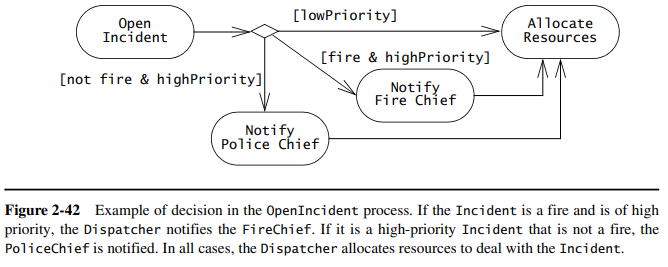 Open
Incident
[lowPriority]
Allocate
Resources
[fire & highPriority]
[not fire & highPriority]
Notify
Fire Chief
Notify
Police Chief
Figure 2-42 Example of decision in the OpenIncident process. If the Incident is a fire and is of high
priority, the Dispatcher notifies the FireChief. If it is a high-priority Incident that is not a fire, the
PoliceChief is notified. In all cases, the Dispatcher allocates resources to deal with the Incident.